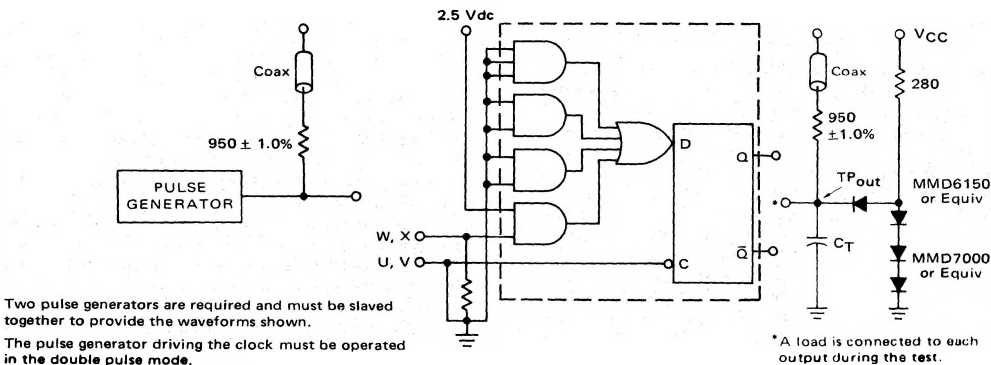 2.5 Vdc
Coax
950 ± 1.0%
PULSE
GENERATOR
W, X
U, V
D
Q
C
Q̅
Coax
950
±1.0%
VCC
280
TPout
*
CT
MMD6150
or Equiv
MMD7000
or Equiv
Two pulse generators are required and must be slaved
together to provide the waveforms shown.
The pulse generator driving the clock must be operated
in the double pulse mode.
*A load is connected to each
output during the test.